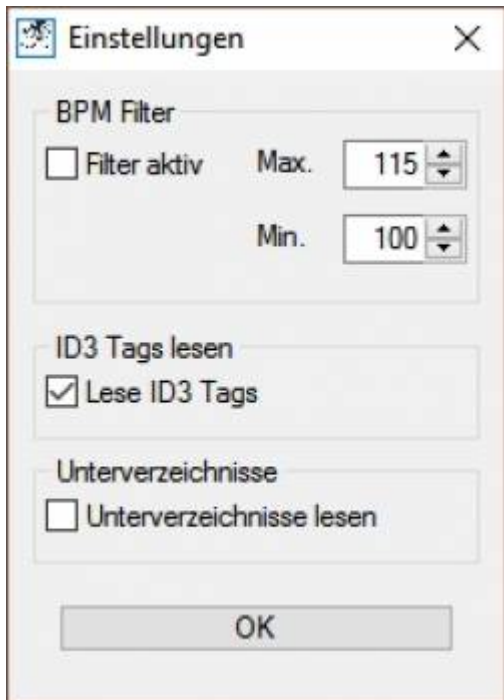 Einstellungen
BPM Filter
Filter aktiv Max. 115
Min. 100
ID3 Tags lesen
Lese ID3 Tags
Unterverzeichnisse
Unterverzeichnisse lesen
OK